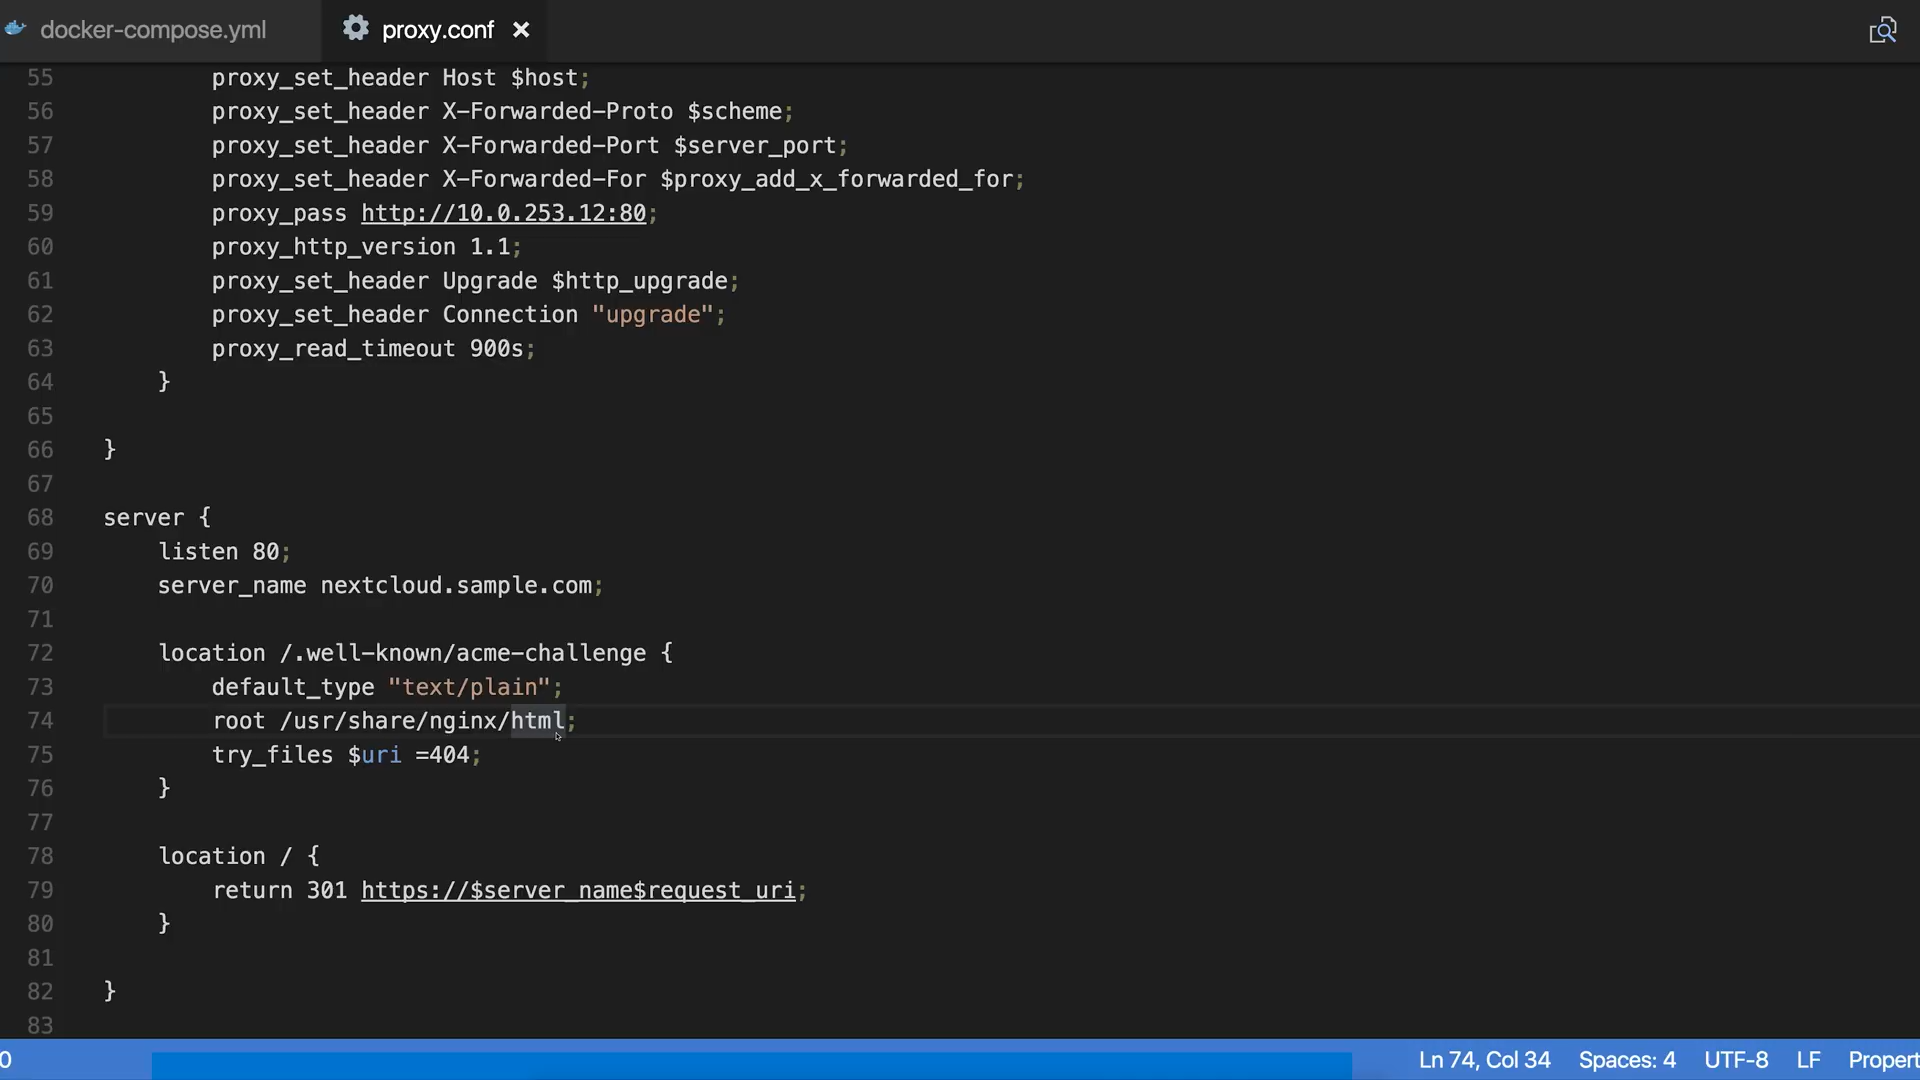 docker-compose.yml proxy.conf ×
55 proxy_set_header Host $host;
56 proxy_set_header X-Forwarded-Proto $scheme;
57 proxy_set_header X-Forwarded-Port $server_port;
58 proxy_set_header X-Forwarded-For $proxy_add_x_forwarded_for;
59 proxy_pass http://10.0.253.12:80;
60 proxy_http_version 1.1;
61 proxy_set_header Upgrade $http_upgrade;
62 proxy_set_header Connection "upgrade";
63 proxy_read_timeout 900s;
64 }
65
66 }
67
68 server {
69 listen 80;
70 server_name nextcloud.sample.com;
71
72 location /.well-known/acme-challenge {
73 default_type "text/plain";
74 root /usr/share/nginx/html;
75 try_files $uri =404;
76 }
77
78 location / {
79 return 301 https://$server_name$request_uri;
80 }
81
82 }
83
0 Ln 74, Col 34 Spaces: 4 UTF-8 LF Propert